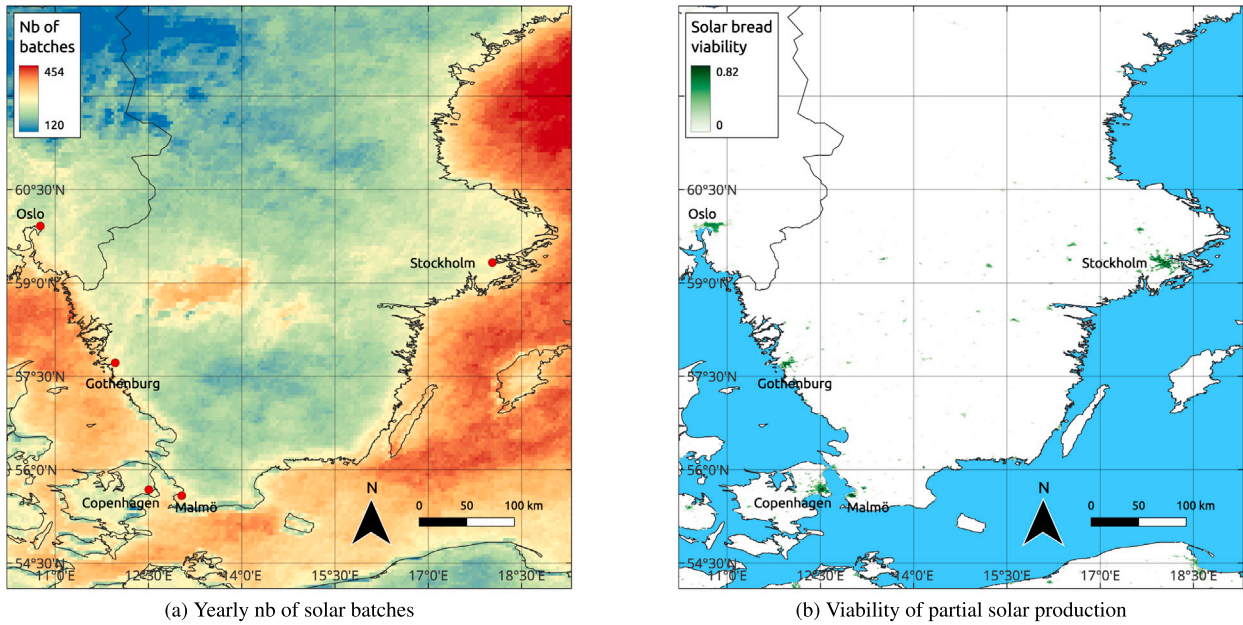 Nb of
batches
454
120
60°30'N
Oslo
Stockholm
59°00'N
57°30'N
Gothenburg
56°0'N
Copenhagen
Malmö
N
0 50 100 km
54°30'N
11°0'E 12°30'E 14°0'E 15°30'E 17°0'E 18°30'E
(a) Yearly nb of solar batches
Solar bread
viability
0.82
0
60°30'N
Oslo
Stockholm
59°00'N
57°30'N
Gothenburg
56°0'N
Copenhagen
Malmö
N
0 50 100 km
54°30'N
11°0'E 12°30'E 14°0'E 15°30'E 17°0'E 18°30'E
(b) Viability of partial solar production